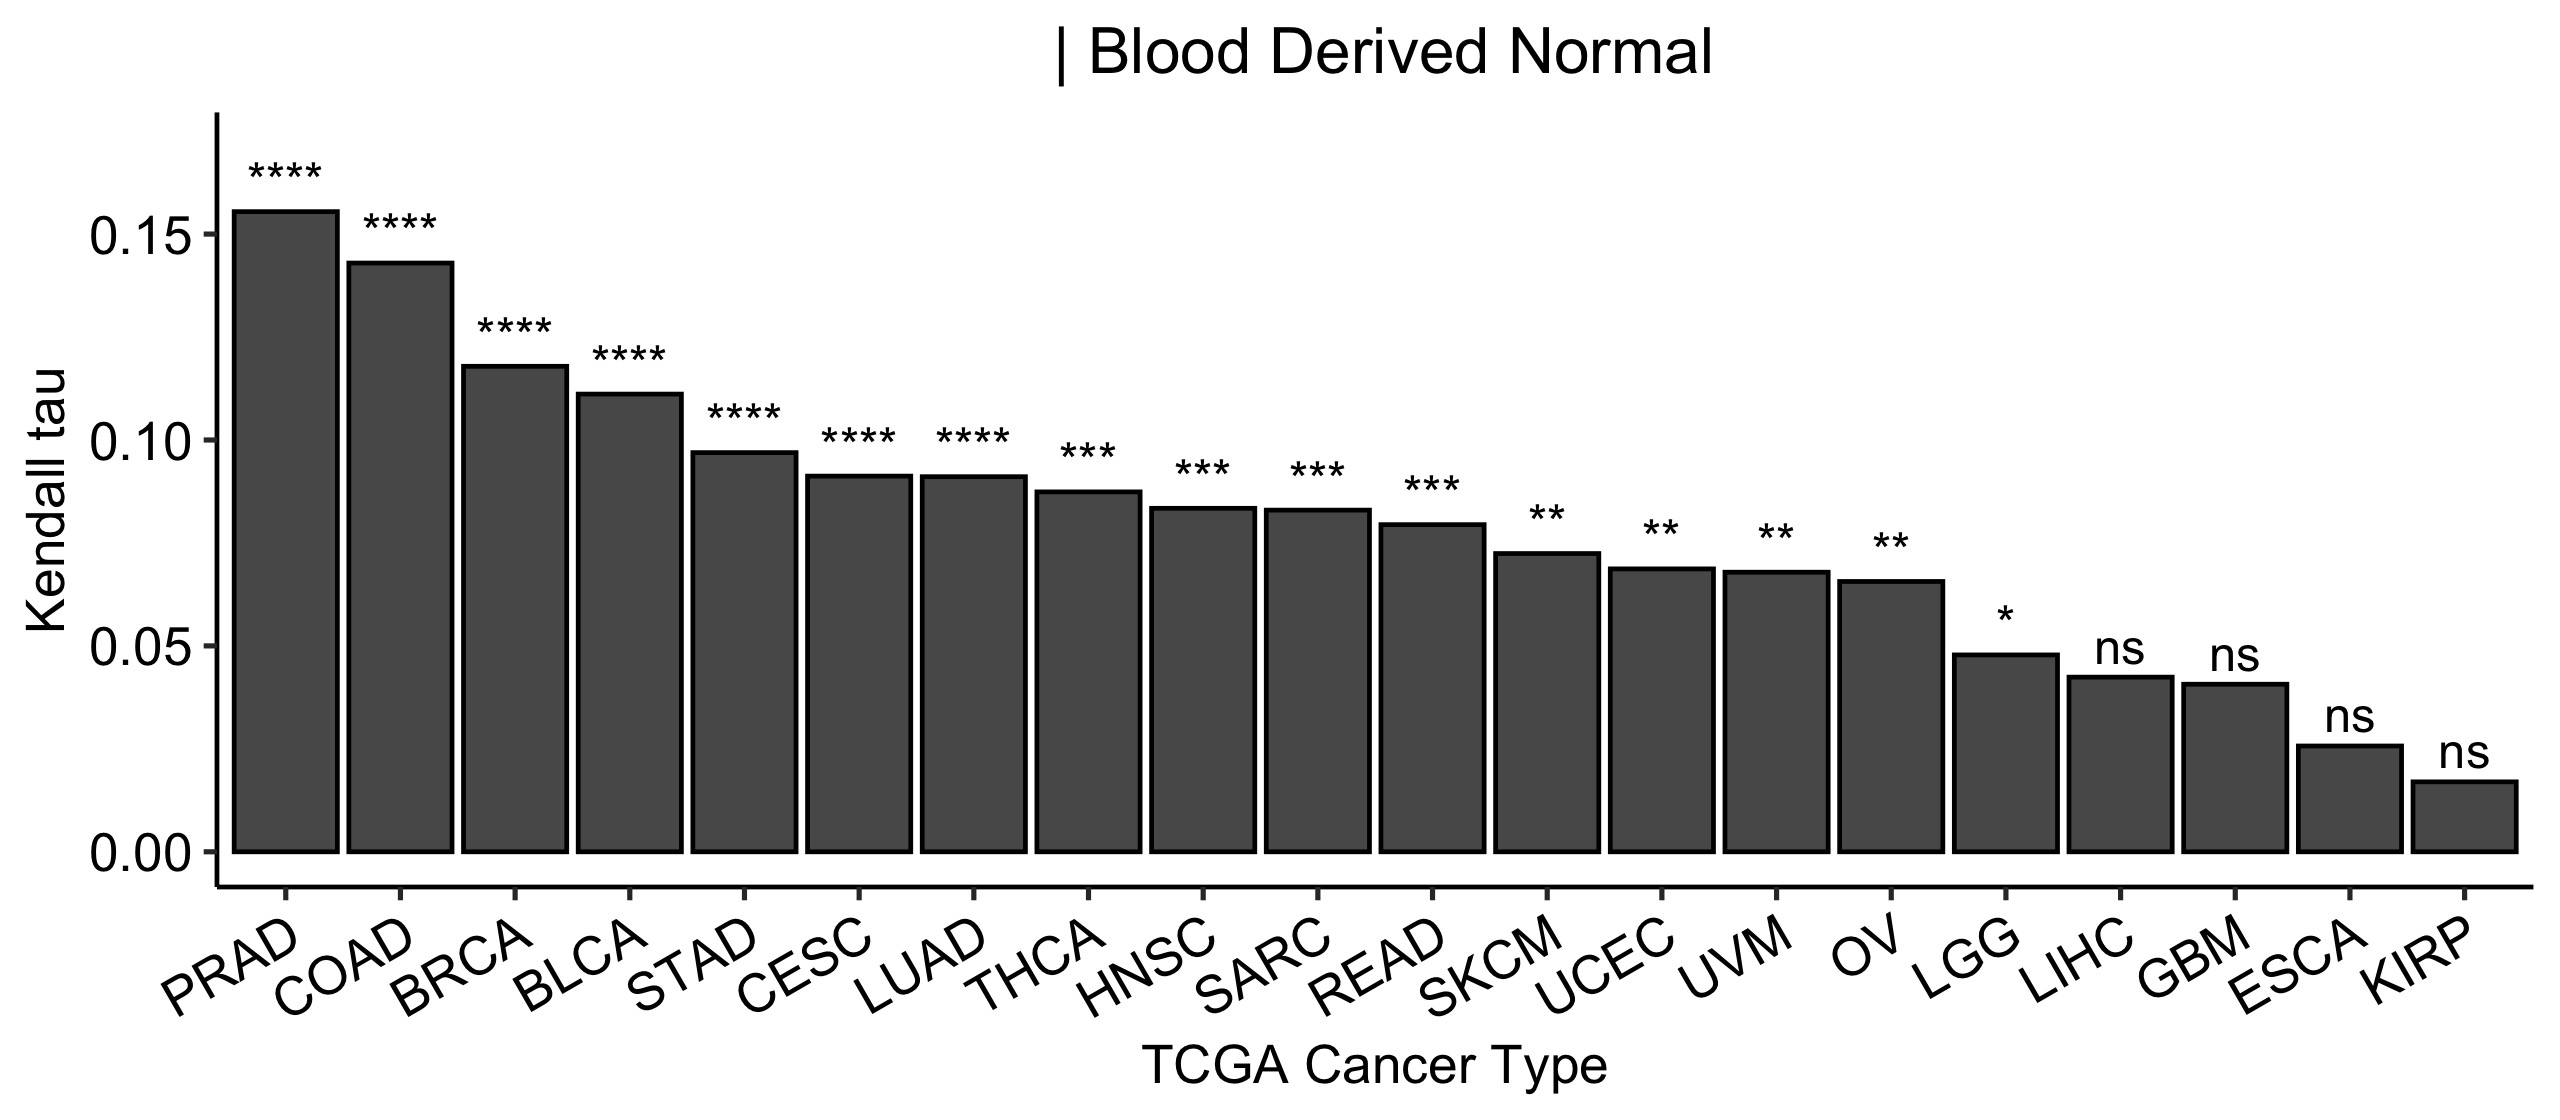 | Blood Derived Normal
Kendall tau
0.15
0.10
0.05
0.00
**** **** **** **** **** **** **** *** *** *** *** ** ** ** ** * ns ns ns ns
PRAD COAD BRCA BLCA STAD CESC LUAD THCA HNSC SARC READ SKCM UCEC UVM OV LGG LIHC GBM ESCA KIRP
TCGA Cancer Type